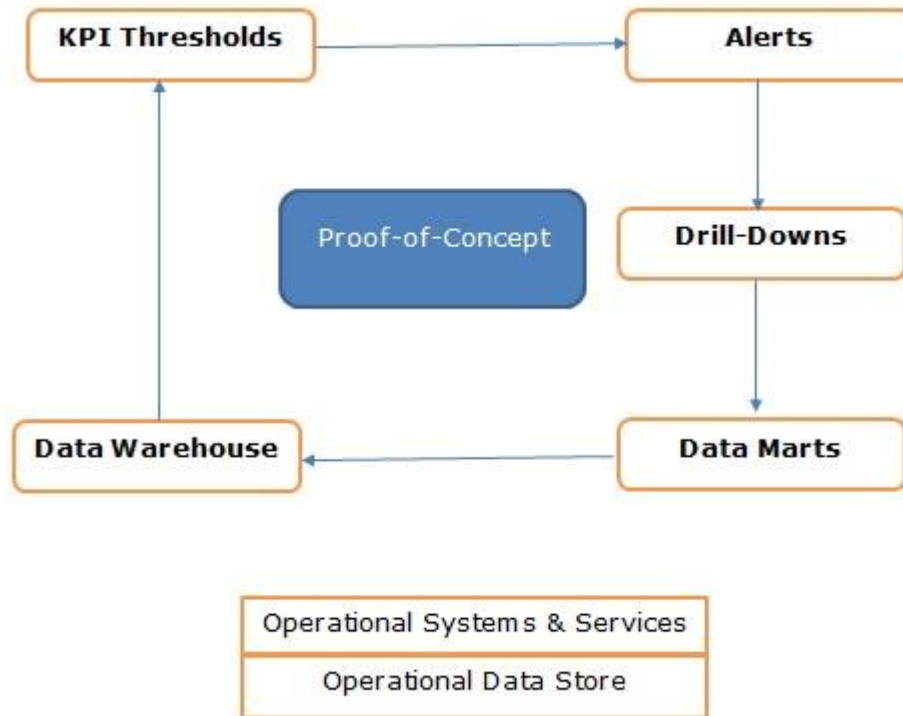 KPI Thresholds
Alerts
Proof-of-Concept
Drill-Downs
Data Warehouse
Data Marts
Operational Systems & Services
Operational Data Store